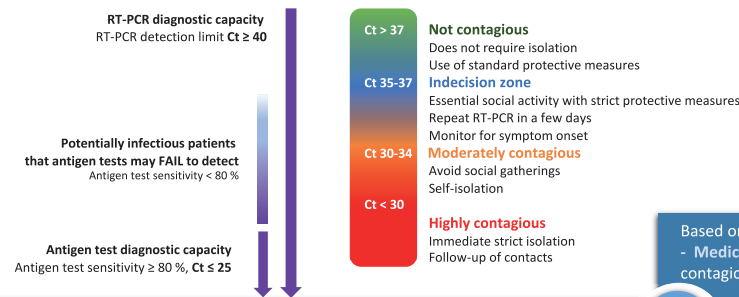 RT-PCR diagnostic capacity
RT-PCR detection limit Ct ≥ 40
Potentially infectious patients
that antigen tests may FAIL to detect
Antigen test sensitivity < 80 %
Antigen test diagnostic capacity
Antigen test sensitivity ≥ 80 %, Ct ≤ 25
Ct > 37
Ct 35-37
Ct 30-34
Ct < 30
Not contagious
Does not require isolation
Use of standard protective measures
Indecision zone
Essential social activity with strict protective measures
Repeat RT-PCR in a few days
Monitor for symptom onset
Moderately contagious
Avoid social gatherings
Self-isolation
Highly contagious
Immediate strict isolation
Follow-up of contacts
Based
-